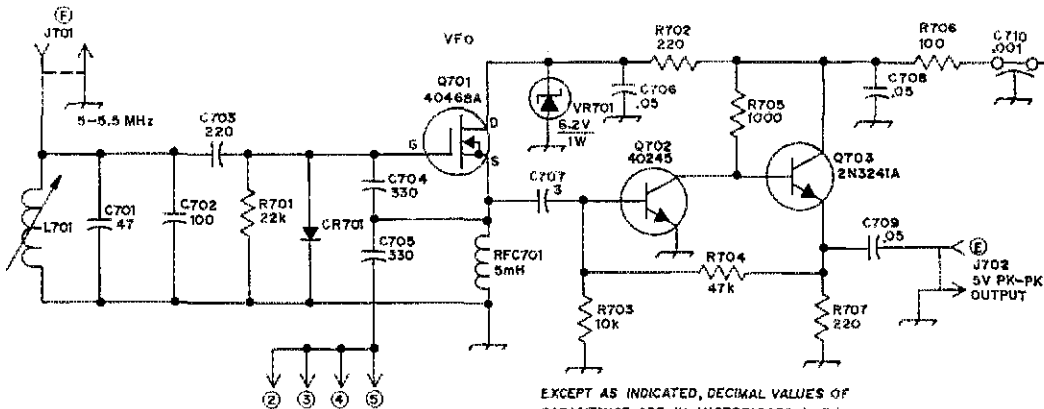 F
J701
5-5.5 MHz
VFO
L701
C701
47
C702
100
C703
220
R701
22k
CR701
Q701
40468A
G
D
S
C704
330
C705
330
RFC701
5mH
2 3 4 5
VR701
6.2V
1W
C706
.05
R702
220
C707
3
Q702
40245
R703
10k
R704
47k
R705
1000
Q703
2N3241A
C708
.05
R706
100
C710
.001
C709
.05
R707
220
E
J702
5V PK-PK
OUTPUT
EXCEPT AS INDICATED, DECIMAL VALUES OF